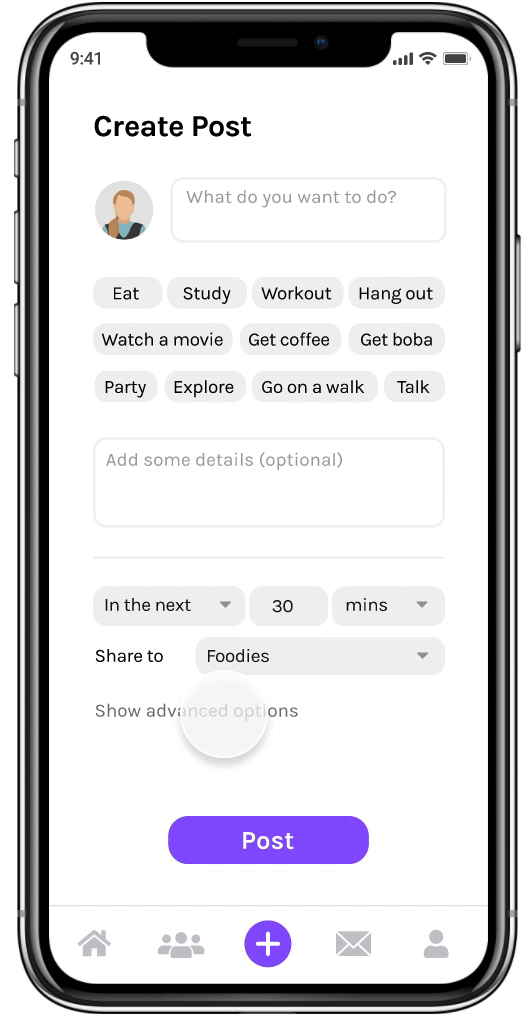 9:41
Create Post
What do you want to do?
Eat Study Workout Hang out
Watch a movie Get coffee Get boba
Party Explore Go on a walk Talk
Add some details (optional)
In the next 30 mins
Share to Foodies
Show advanced options
Post